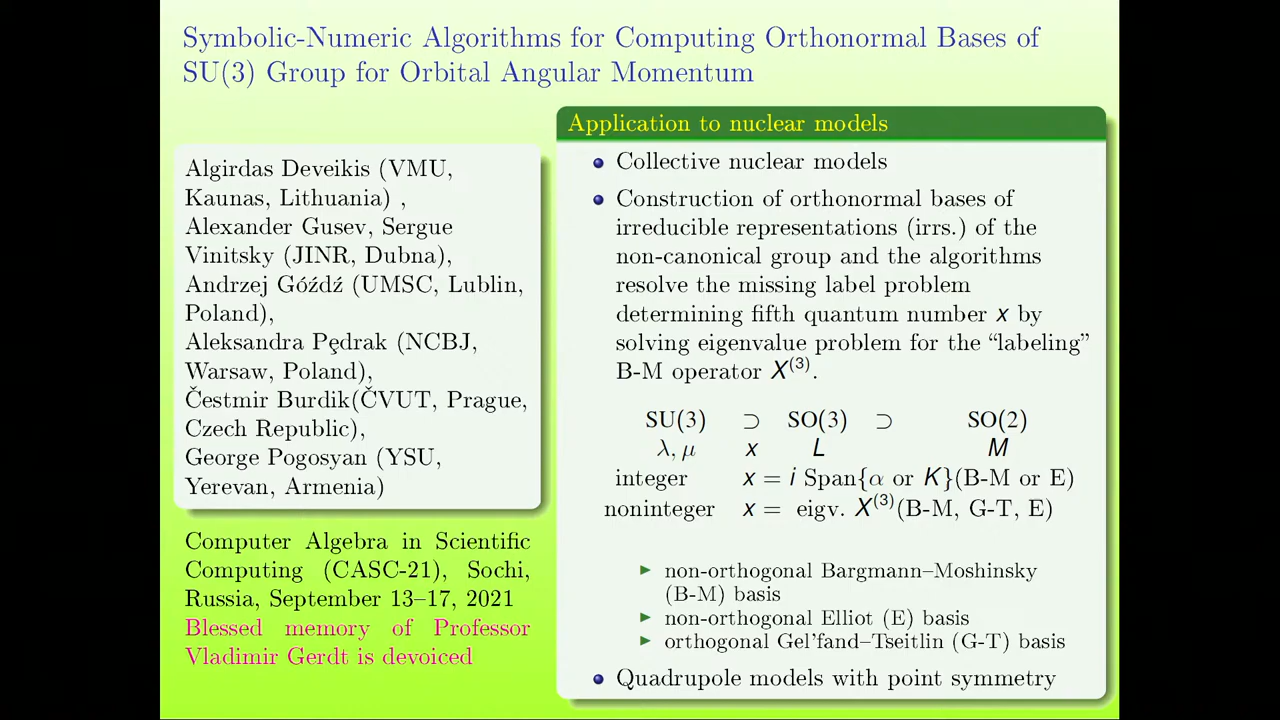 Symbolic-Numeric Algorithms for Computing Orthonormal Bases of
SU(3) Group for Orbital Angular Momentum
Algirdas Deveikis (VMU,
Kaunas, Lithuania) ,
Alexander Gusev, Sergue
Vinitsky (JINR, Dubna),
Andrzej Góźdź (UMSC, Lublin,
Poland),
Aleksandra Pȩdrak (NCBJ,
Warsaw, Poland),
Čestmir Burdik(ČVUT, Prague,
Czech Republic),
George Pogosyan (YSU,
Yerevan, Armenia)
Computer Algebra in Scientific
Computing (CASC-21), Sochi,
Russia, September 13–17, 2021
Blessed memory of Professor
Vladimir Gerdt is devoiced
Application to nuclear models
Collective nuclear models
Construction of orthonormal bases of
irreducible representations (irrs.) of the
non-canonical group and the algorithms
resolve the missing label problem
determining fifth quantum number x by
solving eigenvalue problem for the “labeling”
B-M operator X⁽³⁾.
SU(3) ⊃ SO(3) ⊃ SO(2)
λ, μ x L M
integer x = i Span{α or K}(B-M or E)
noninteger x = eigv. X⁽³⁾(B-M, G-T, E)
non-orthogonal Bargmann–Moshinsky
(B-M) basis
non-orthogonal Elliot (E) basis
orthogonal Gel'fand–Tseitlin (G-T) basis
Quadrupole models with point symmetry